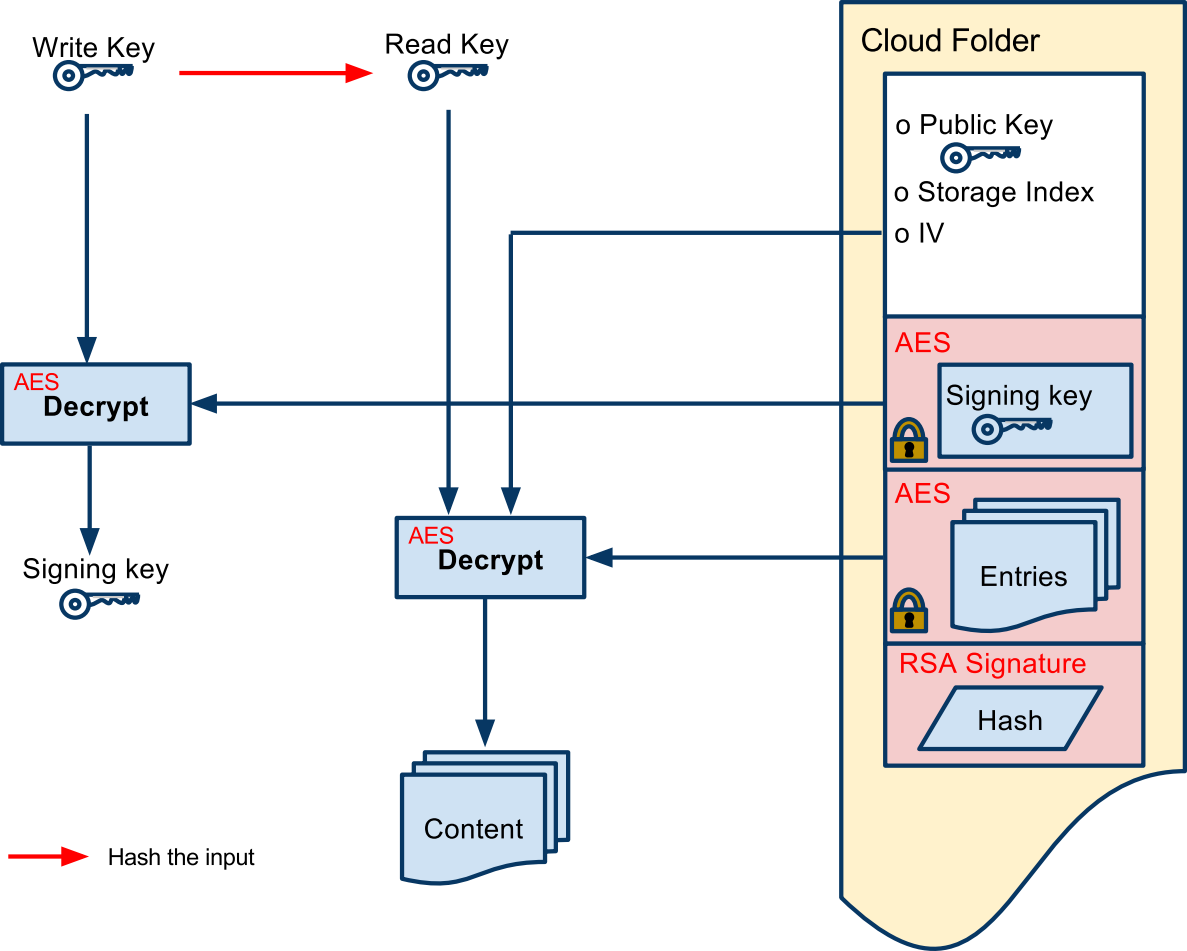 Write Key
Read Key
Cloud Folder
o Public Key
o Storage Index
o IV
AES
Signing key
AES
Decrypt
AES
Entries
AES
Decrypt
Signing key
RSA Signature
Hash
Content
Hash the input